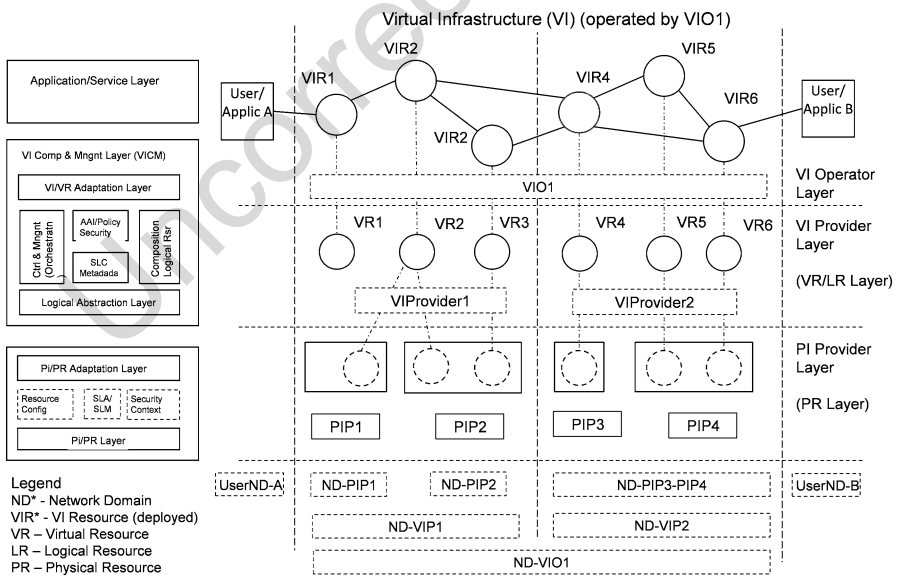 Virtual Infrastructure (VI) (operated by VIO1)
Uncorrec
Application/Service Layer
VI Comp & Mngnt Layer (VICM)
VI/VR Adaptation Layer
Ctrl & Mngnt
(Orchestratn)
AAI/Policy
Security
SLC
Metadada
Composition
Logical Rsr
Logical Abstraction Layer
Pi/PR Adaptation Layer
Resource
Config
SLA/
SLM
Security
Context
Pi/PR Layer
Legend
ND* - Network Domain
VIR* - VI Resource (deployed)
VR – Virtual Resource
LR – Logical Resource
PR – Physical Resource
User/
Applic A
VIR1
VIR2
VIR2
VIR4
VIR5
VIR6
User/
Applic B
VIO1
VI Operator
Layer
VR1
VR2
VR3
VR4
VR5
VR6
VI Provider
Layer
(VR/LR Layer)
VIProvider1
VIProvider2
PI Provider
Layer
(PR Layer)
PIP1
PIP2
PIP3
PIP4
UserND-A
ND-PIP1
ND-PIP2
ND-PIP3-PIP4
UserND-B
ND-VIP1
ND-VIP2
ND-VIO1